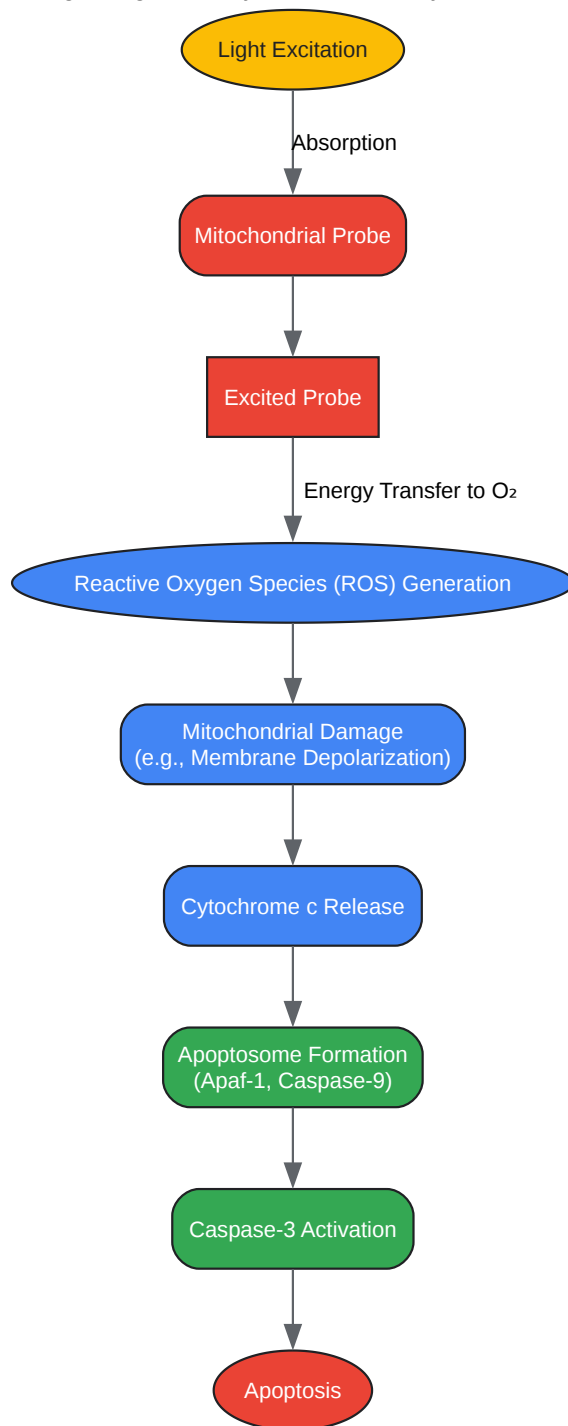 Light Excitation
Absorption
Mitochondrial Probe
Excited Probe
Energy Transfer to O₂
Reactive Oxygen Species (ROS) Generation
Mitochondrial Damage
(e.g., Membrane Depolarization)
Cytochrome c Release
Apoptosome Formation
(Apaf-1, Caspase-9)
Caspase-3 Activation
Apoptosis